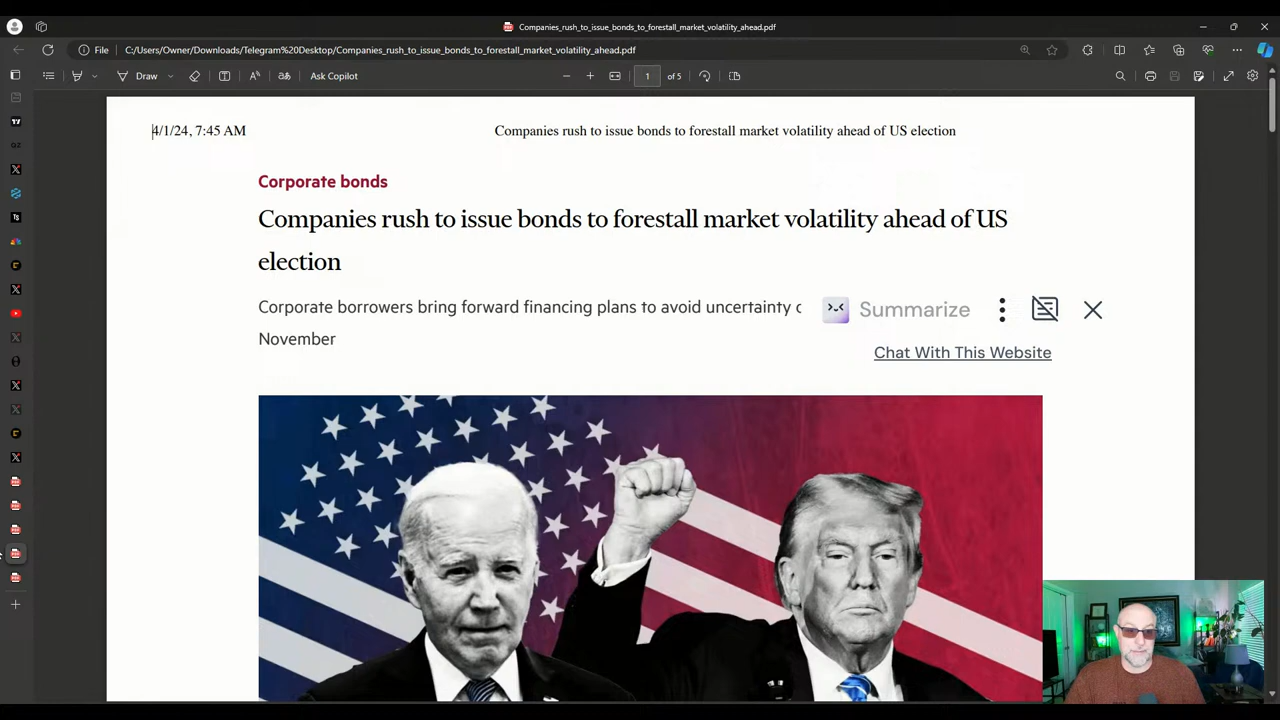 Companies_rush_to_issue_bonds_to_forestall_market_volatility_ahead.pdf
File C:/Users/Owner/Downloads/Telegram%20Desktop/Companies_rush_to_issue_bonds_to_forestall_market_volatility_ahead.pdf
Draw Ask Copilot 1 of 5
4/1/24, 7:45 AM Companies rush to issue bonds to forestall market volatility ahead of US election
Corporate bonds
Companies rush to issue bonds to forestall market volatility ahead of US
election
Corporate borrowers bring forward financing plans to avoid uncertainty
November
Summarize
Chat With This Website